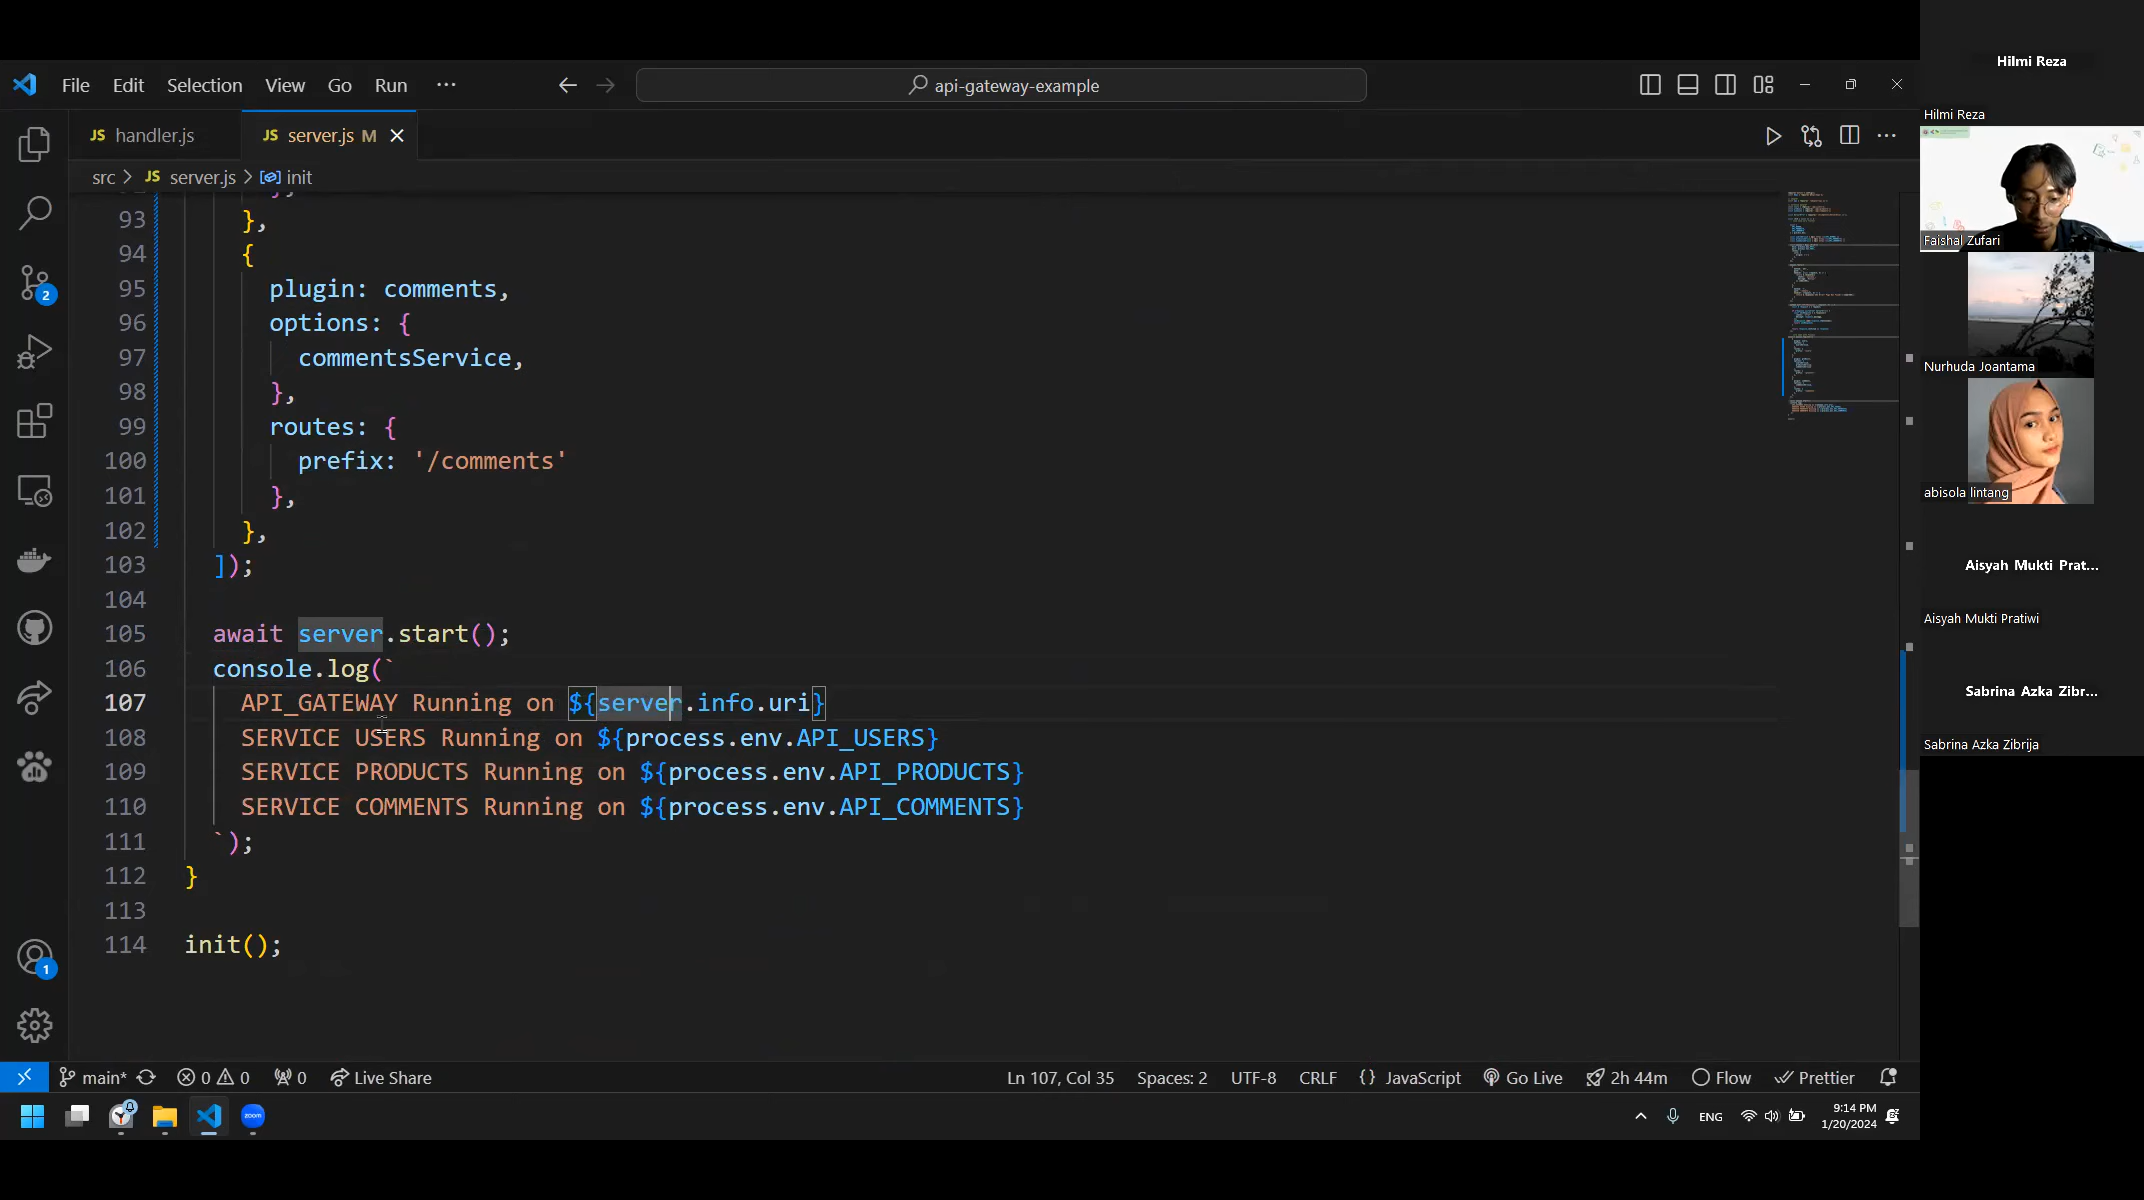 File Edit Selection View Go Run ···
api-gateway-example
JS handler.js
JS server.js M
src > JS server.js > init
93 },
94 {
95 plugin: comments,
96 options: {
97 commentsService,
98 },
99 routes: {
100 prefix: '/comments'
101 },
102 },
103 ]);
104
105 await server.start();
106 console.log(`
107 API_GATEWAY Running on ${server.info.uri}
108 SERVICE USERS Running on ${process.env.API_USERS}
109 SERVICE PRODUCTS Running on ${process.env.API_PRODUCTS}
110 SERVICE COMMENTS Running on ${process.env.API_COMMENTS}
111 `);
112 }
113
114 init();
2
1
main* 0 0 0 Live Share
Ln 107, Col 35 Spaces: 2 UTF-8 CRLF {} JavaScript Go Live 2h 44m Flow Prettier
zoom
ENG
9:14 PM
1/20/2024
Hilmi Reza
Hilmi Reza
Faishal Zufari
Nurhuda Joantama
abisola lintang
Aisyah Mukti Prat...
Aisyah Mukti Pratiwi
Sabrina Azka Zibr...
Sabrina Azka Zibrija